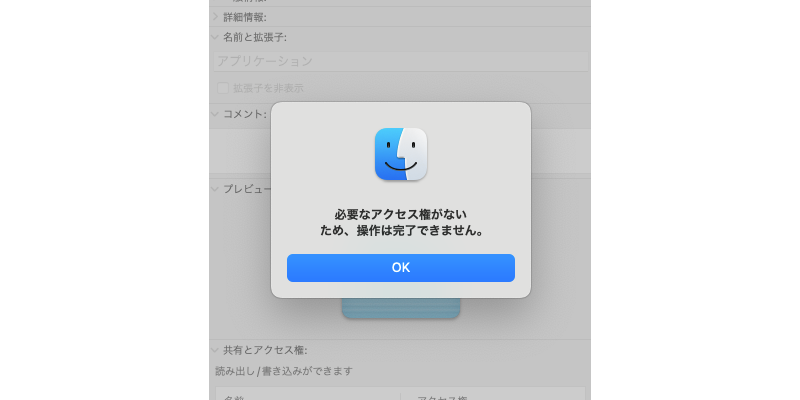 詳細情報:
名前と拡張子:
アプリケーション
拡張子を非表示
コメント:
必要なアクセス権がない
ため、操作は完了できません。
プレビュー
OK
共有とアクセス権:
読み出し/書き込みができます
名前
アクセス権